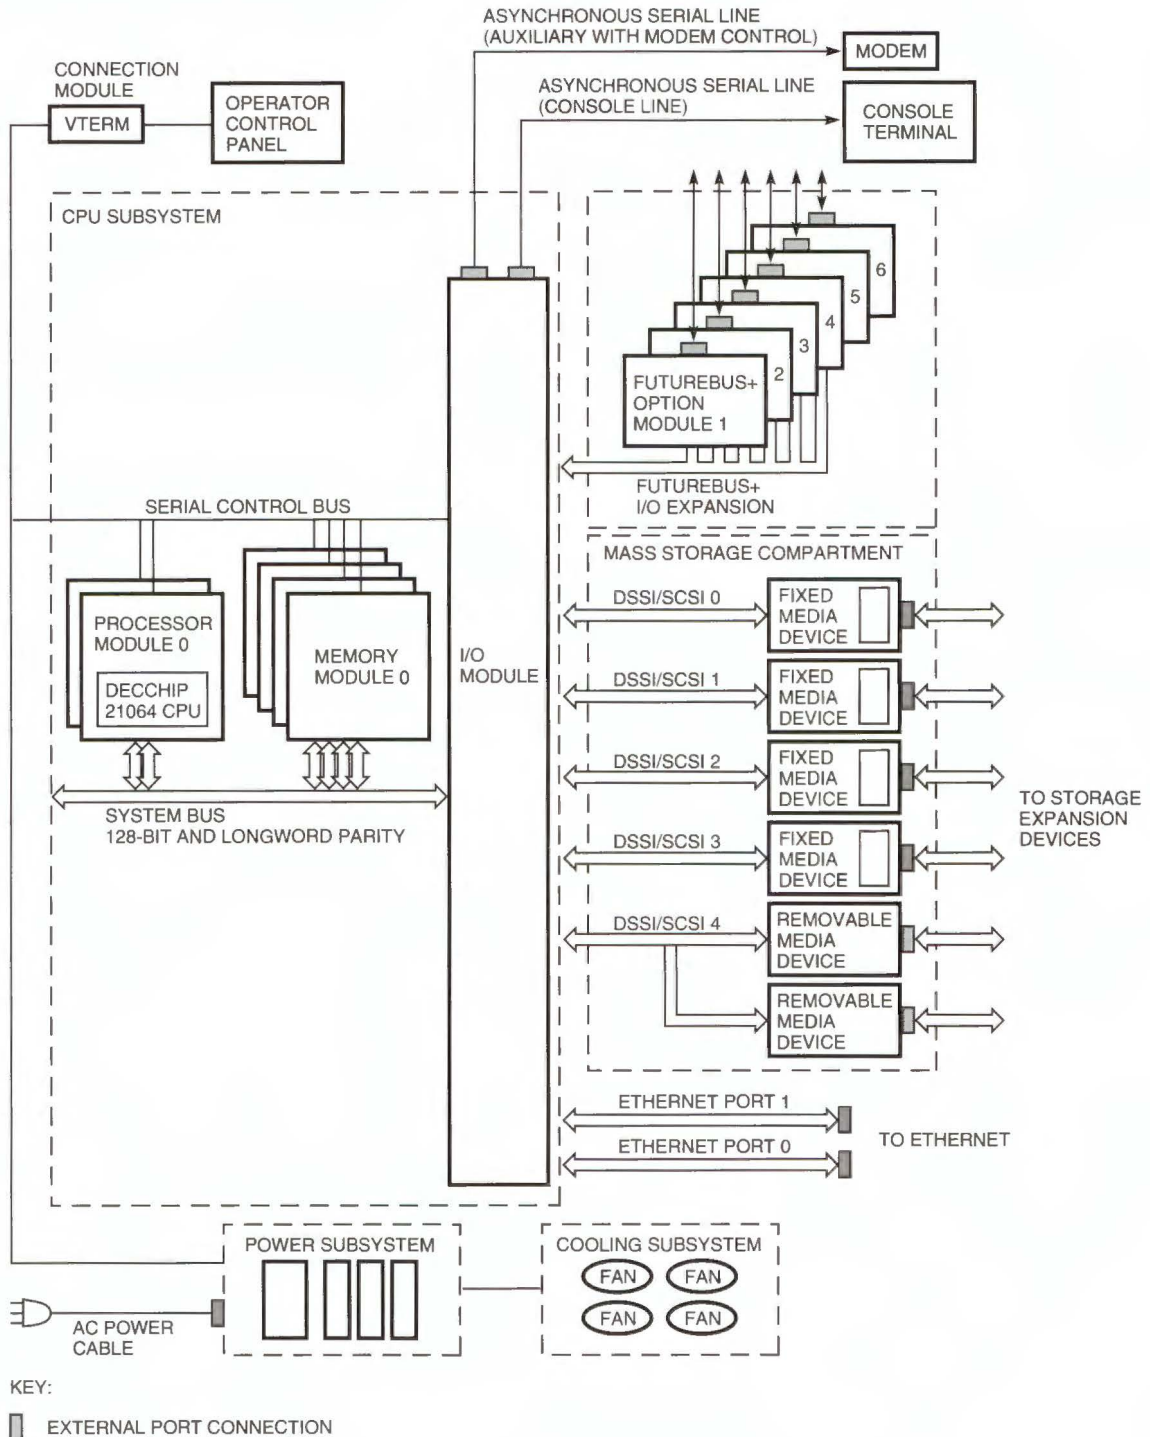 ASYNCHRONOUS SERIAL LINE
(AUXILIARY WITH MODEM CONTROL)
MODEM
CONNECTION
MODULE
VTERM
OPERATOR
CONTROL
PANEL
ASYNCHRONOUS SERIAL LINE
(CONSOLE LINE)
CONSOLE
TERMINAL
CPU SUBSYSTEM
6
5
4
3
2
FUTUREBUS+
OPTION
MODULE 1
FUTUREBUS+
I/O EXPANSION
SERIAL CONTROL BUS
PROCESSOR
MODULE 0
DECCHIP
21064 CPU
MEMORY
MODULE 0
I/O
MODULE
SYSTEM BUS
128-BIT AND LONGWORD PARITY
MASS STORAGE COMPARTMENT
DSSI/SCSI 0
FIXED
MEDIA
DEVICE
DSSI/SCSI 1
FIXED
MEDIA
DEVICE
DSSI/SCSI 2
FIXED
MEDIA
DEVICE
DSSI/SCSI 3
FIXED
MEDIA
DEVICE
DSSI/SCSI 4
REMOVABLE
MEDIA
DEVICE
REMOVABLE
MEDIA
DEVICE
TO STORAGE
EXPANSION
DEVICES
ETHERNET PORT 1
ETHERNET PORT 0
TO ETHERNET
POWER SUBSYSTEM
COOLING SUBSYSTEM
FAN
FAN
FAN
FAN
AC POWER
CABLE
KEY:
EXTERNAL PORT CONNECTION